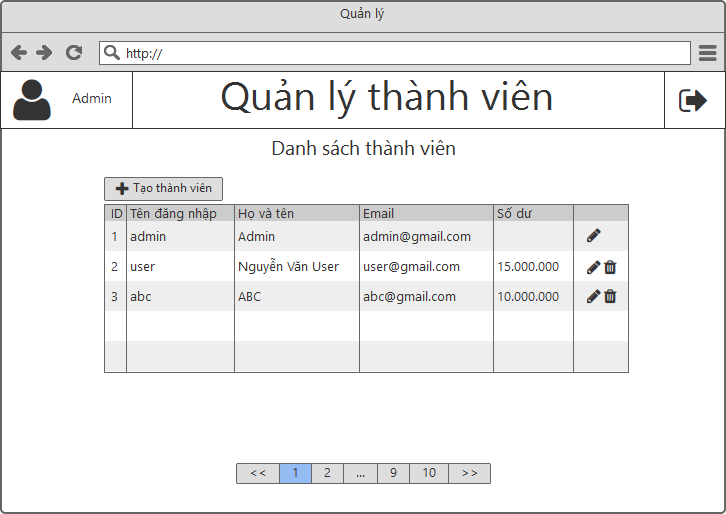 Quản lý
http://
Admin
Quản lý thành viên
Danh sách thành viên
Tạo thành viên
ID Tên đăng nhập Họ và tên Email Số dư
1 admin Admin admin@gmail.com
2 user Nguyễn Văn User user@gmail.com 15.000.000
3 abc ABC abc@gmail.com 10.000.000
<< 1 2 ... 9 10 >>